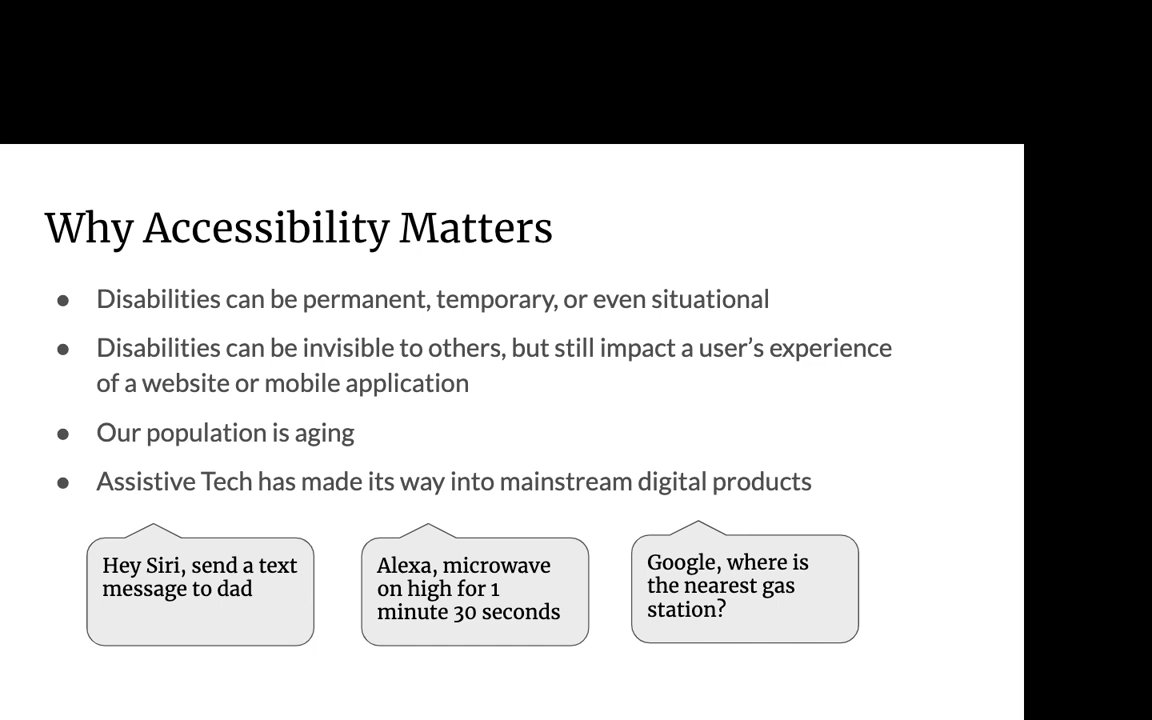 Why Accessibility Matters
● Disabilities can be permanent, temporary, or even situational
● Disabilities can be invisible to others, but still impact a user’s experience
of a website or mobile application
● Our population is aging
● Assistive Tech has made its way into mainstream digital products
Hey Siri, send a text
message to dad
Alexa, microwave
on high for 1
minute 30 seconds
Google, where is
the nearest gas
station?